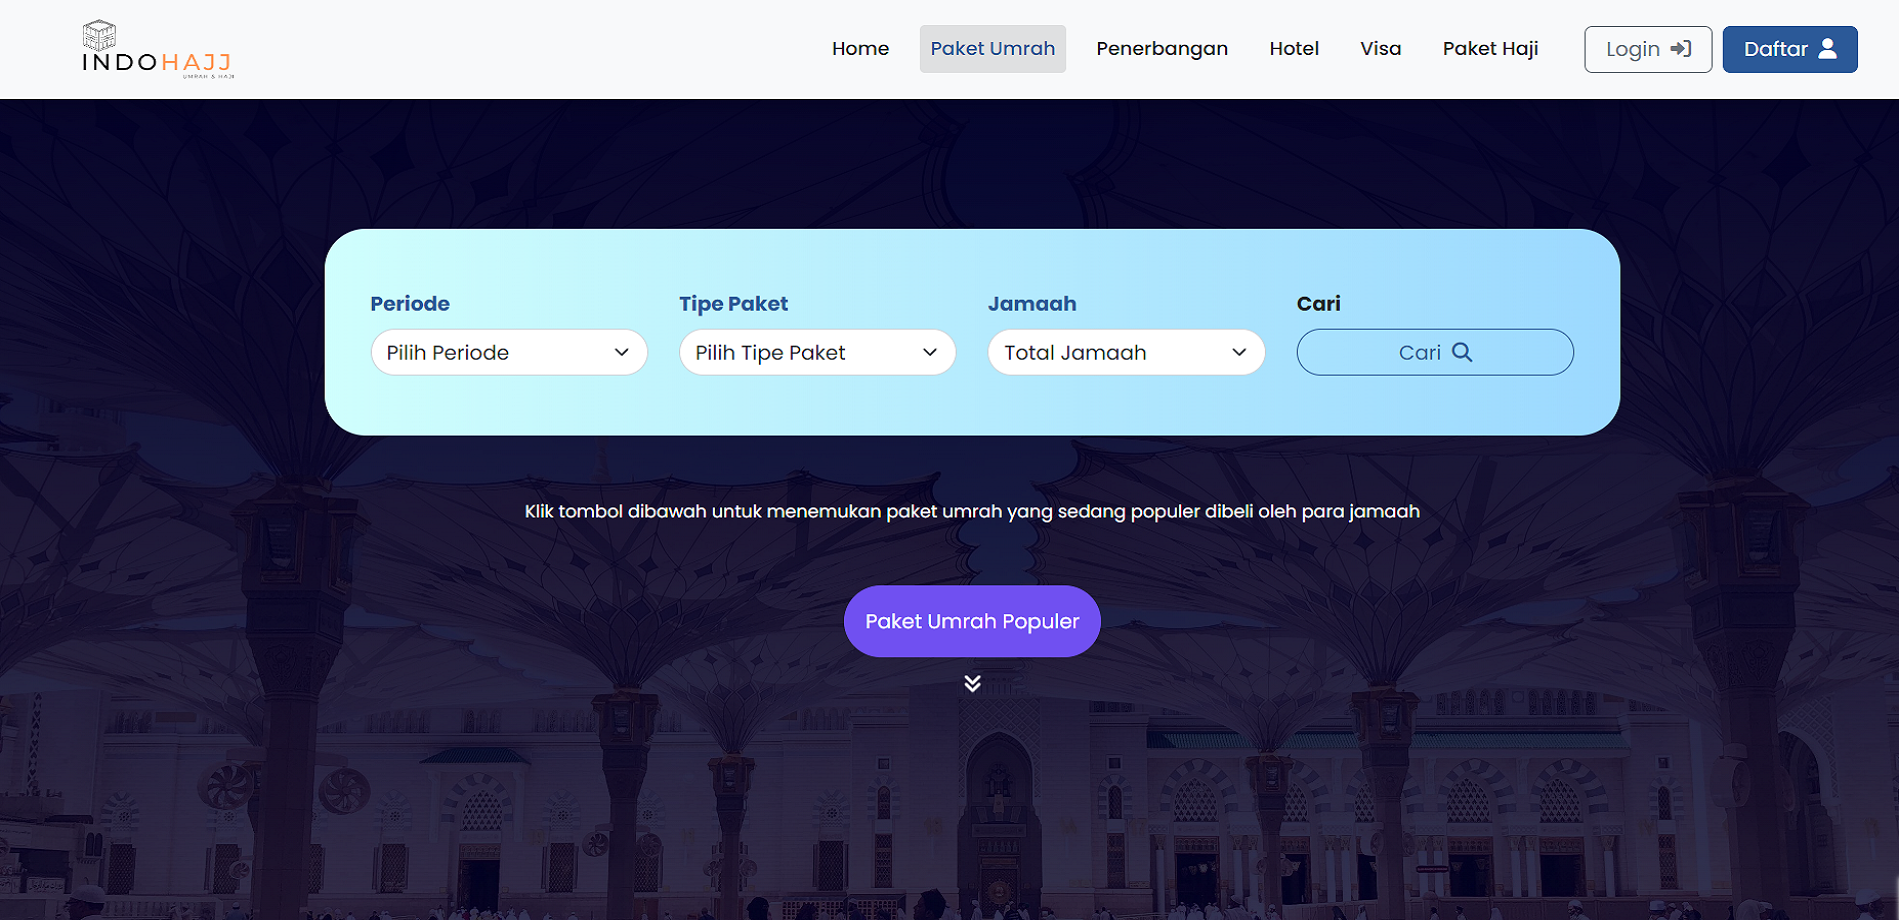 INDOHAJJ
UMRAH & HAJI
Home
Paket Umrah
Penerbangan
Hotel
Visa
Paket Haji
Login
Daftar
Periode
Tipe Paket
Jamaah
Cari
Pilih Periode
Pilih Tipe Paket
Total Jamaah
Cari
Klik tombol dibawah untuk menemukan paket umrah yang sedang populer dibeli oleh para jamaah
Paket Umrah Populer